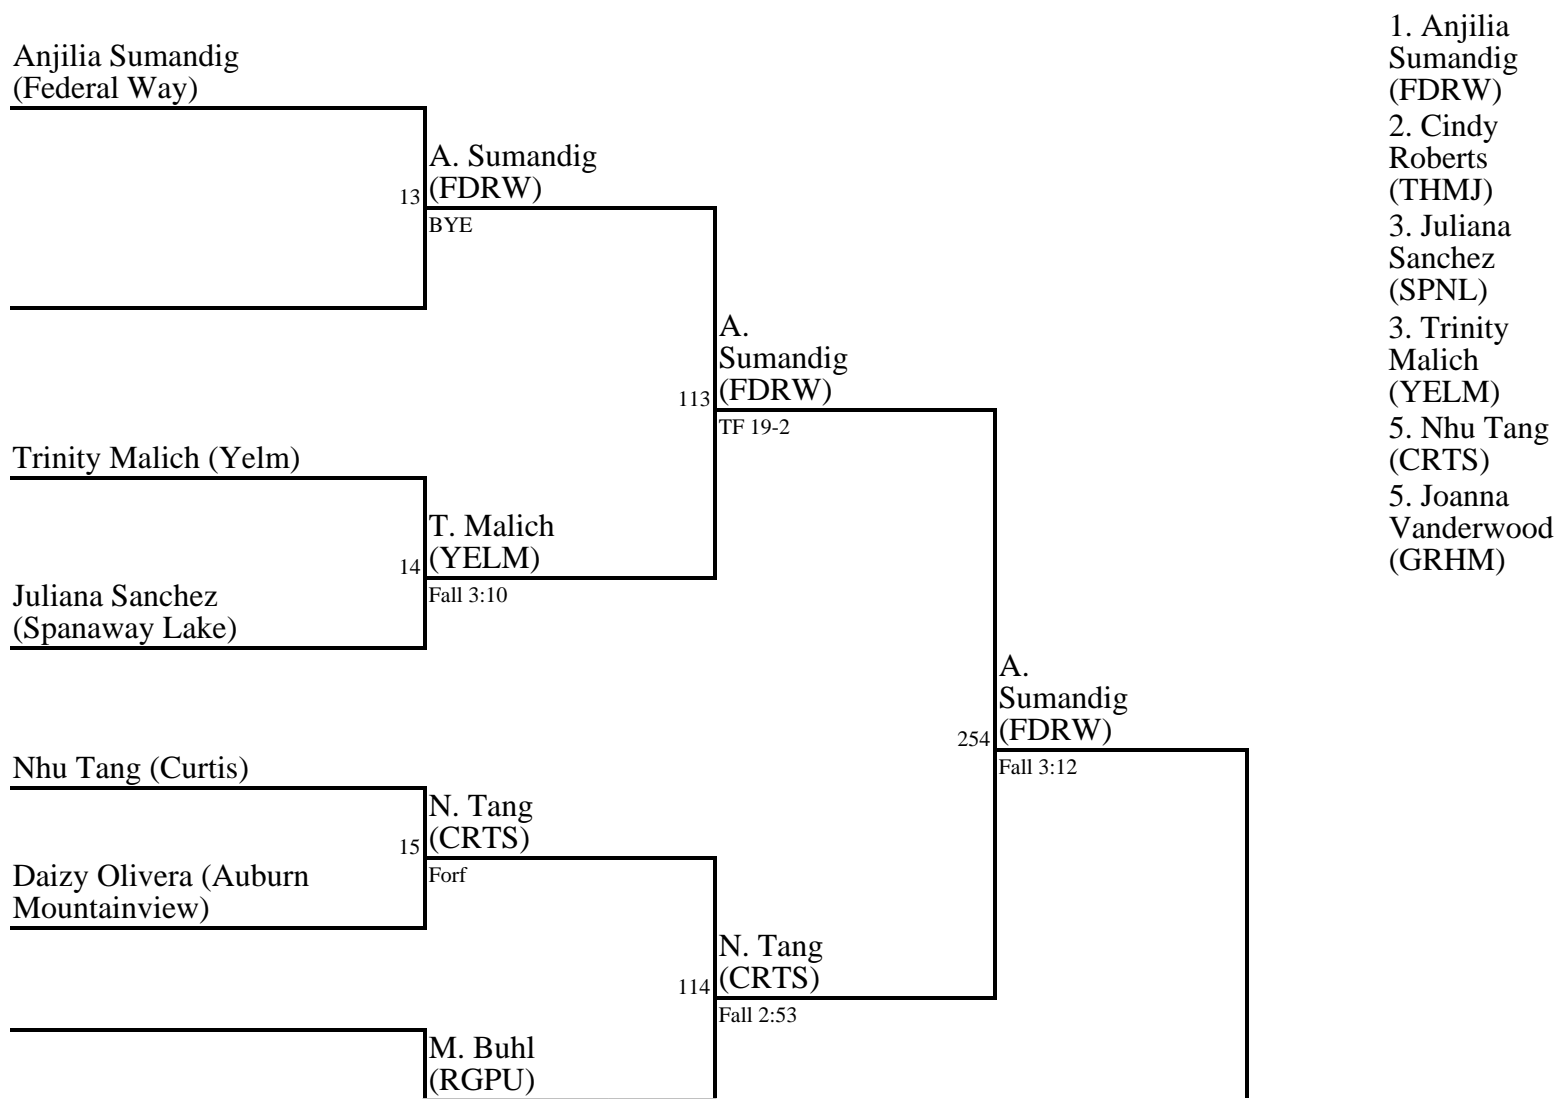 Anjilia Sumandig
(Federal Way)
13
A. Sumandig
(FDRW)
BYE
Trinity Malich (Yelm)
14
T. Malich
(YELM)
Fall 3:10
Juliana Sanchez
(Spanaway Lake)
113
A.
Sumandig
(FDRW)
TF 19-2
Nhu Tang (Curtis)
15
N. Tang
(CRTS)
Forf
Daizy Olivera (Auburn
Mountainview)
M. Buhl
(RGPU)
114
N. Tang
(CRTS)
Fall 2:53
254
A.
Sumandig
(FDRW)
Fall 3:12
1. Anjilia
Sumandig
(FDRW)
2. Cindy
Roberts
(THMJ)
3. Juliana
Sanchez
(SPNL)
3. Trinity
Malich
(YELM)
5. Nhu Tang
(CRTS)
5. Joanna
Vanderwood
(GRHM)